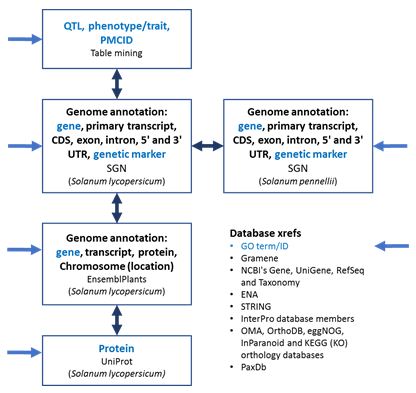 QTL, phenotype/trait,
PMCID
Table mining
Genome annotation:
gene, primary transcript,
CDS, exon, intron, 5' and 3'
UTR, genetic marker
SGN
(Solanum lycopersicum)
Genome annotation:
gene, primary transcript,
CDS, exon, intron, 5' and 3'
UTR, genetic marker
SGN
(Solanum pennellii)
Genome annotation:
gene, transcript, protein,
Chromosome (location)
EnsemblPlants
(Solanum lycopersicum)
Protein
UniProt
(Solanum lycopersicum)
Database xrefs
• GO term/ID
• Gramene
• NCBI's Gene, UniGene, RefSeq
and Taxonomy
• ENA
• STRING
• InterPro database members
• OMA, OrthoDB, eggNOG,
InParanoid and KEGG (KO)
orthology databases
• PaxDb